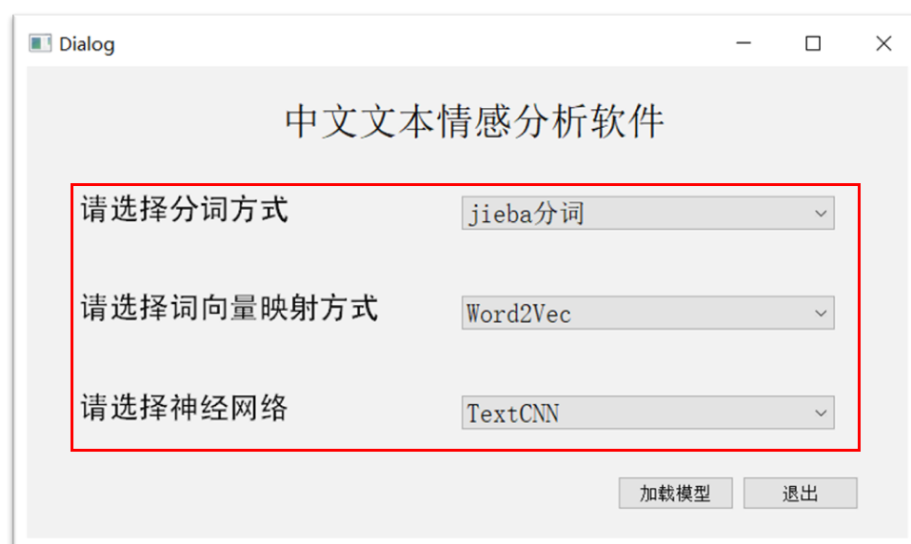 Dialog
中文文本情感分析软件
请选择分词方式 jieba分词
请选择词向量映射方式 Word2Vec
请选择神经网络 TextCNN
加载模型 退出